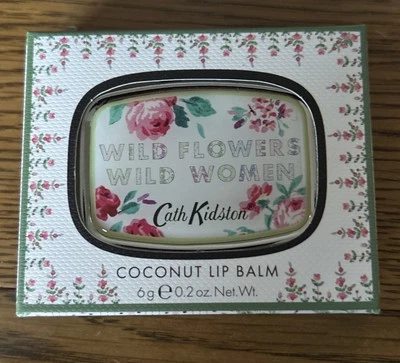 WILD FLOWERS
WILD WOMEN
Cath Kidston
COCONUT LIP BALM
6g ℮ 0.2 oz. Net.Wt.